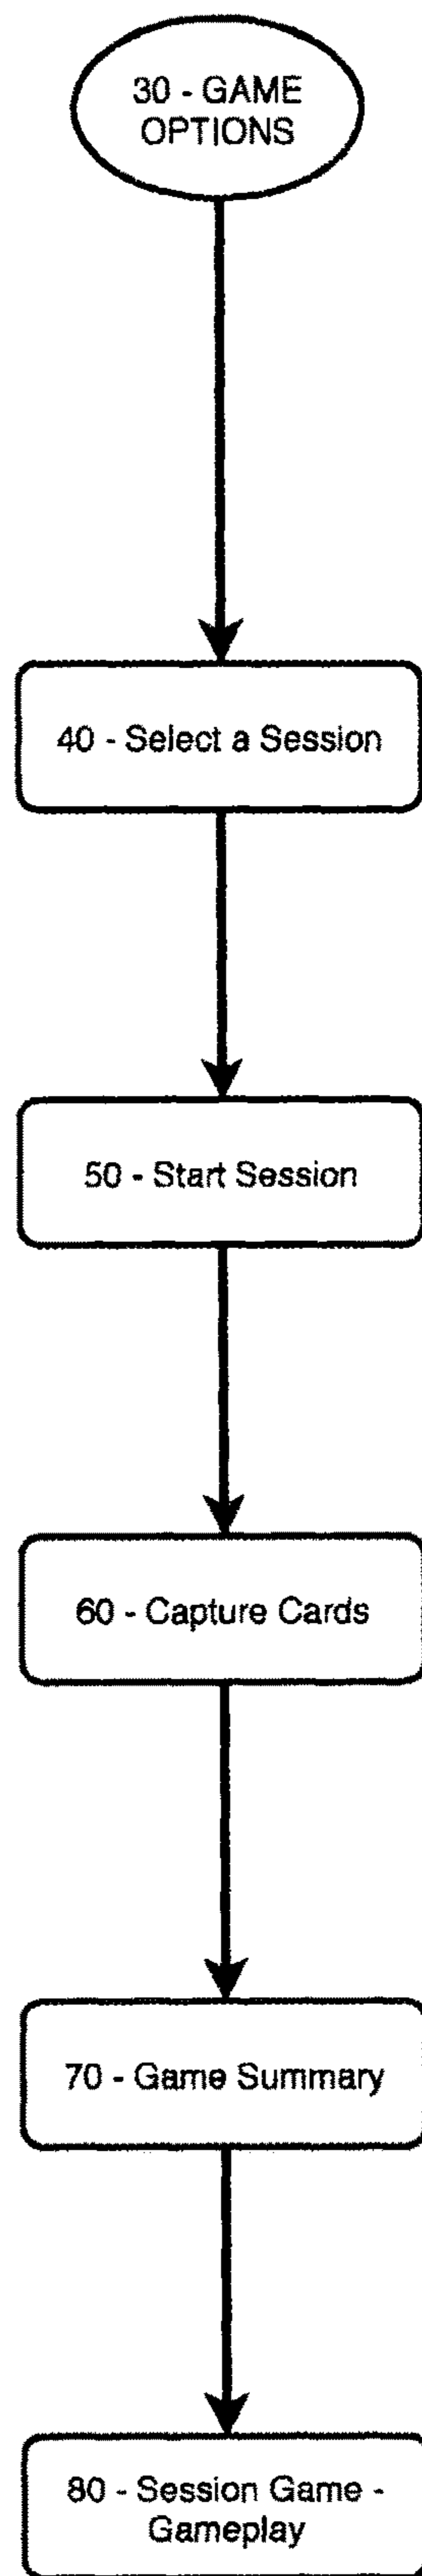 30 - GAME
OPTIONS
40 - Select a Session
50 - Start Session
60 - Capture Cards
70 - Game Summary
80 - Session Game -
Gameplay